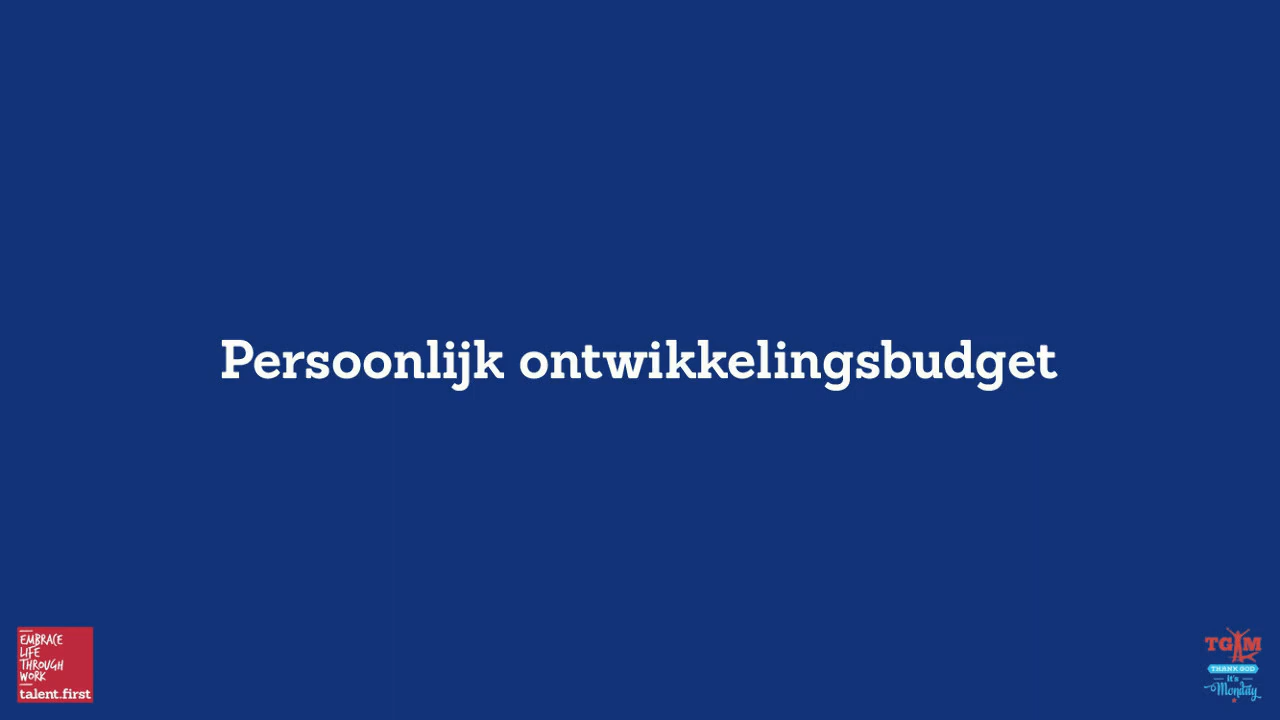 Persoonlijk ontwikkelingsbudget
EMBRACE
LIFE
THROUGH
WORK
talent.first
TGIM
THANK GOD
it's
Monday